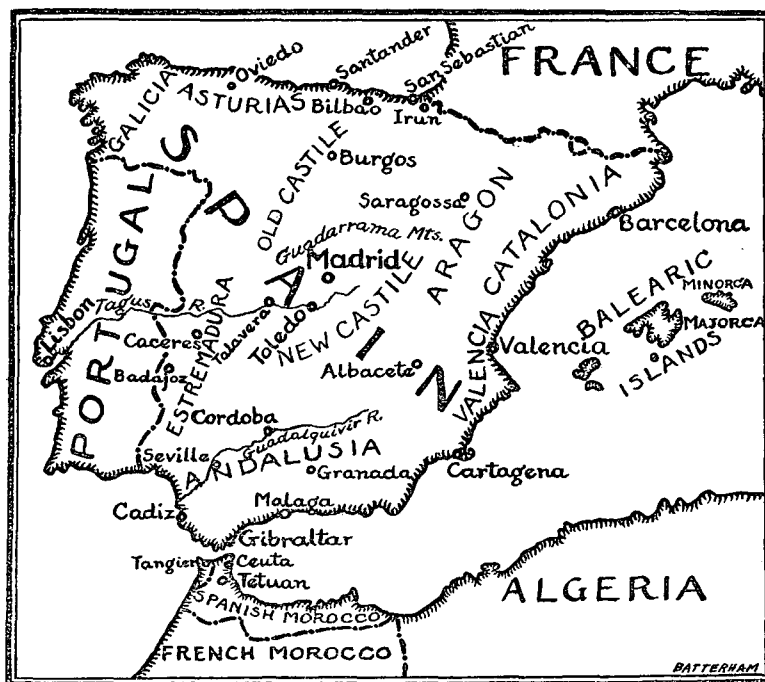 Oviedo
Santander
San Sebastian
FRANCE
GALICIA
ASTURIAS
Bilbao
Irun
SPAIN
OLD CASTILE
Burgos
Saragossa
ARAGON
CATALONIA
Barcelona
Guadarrama Mts.
Madrid
PORTUGAL
Lisbon
Tagus R.
Talavera
Toledo
NEW CASTILE
VALENCIA
Valencia
BALEARIC
ISLANDS
MINORCA
MAJORCA
Caceres
ESTREMADURA
Badajoz
Albacete
Cordoba
Guadalquivir R.
Seville
ANDALUSIA
Granada
Cartagena
Cadiz
Malaga
Gibraltar
Tangier
Ceuta
Tetuan
SPANISH MOROCCO
ALGERIA
FRENCH MOROCCO
BATTERHAM